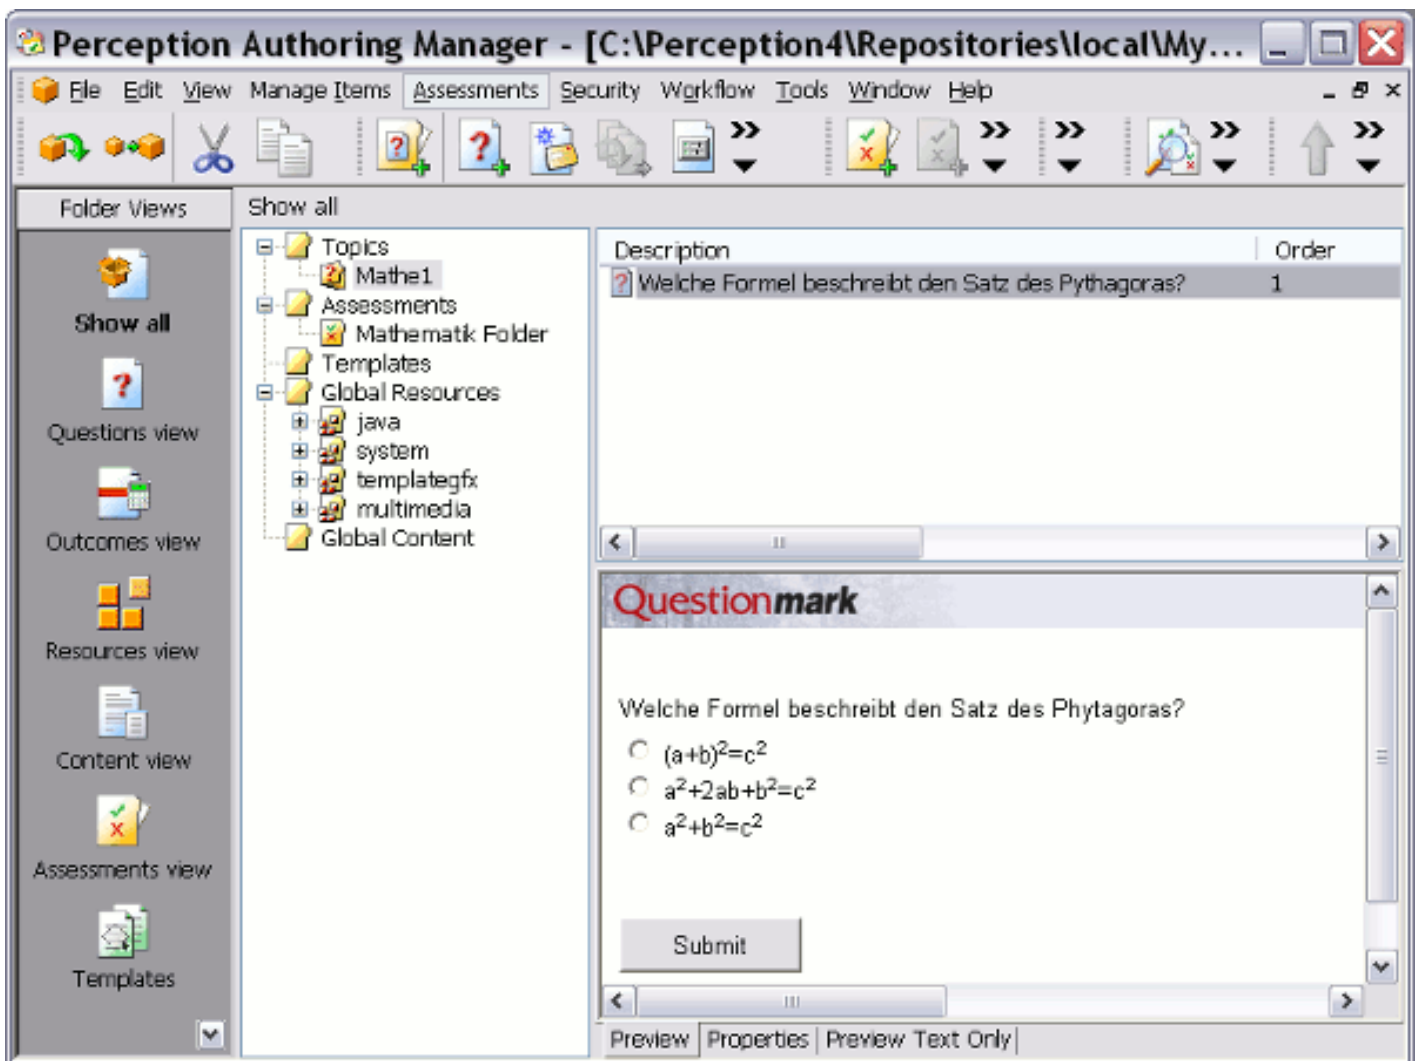 Perception Authoring Manager - [C:\Perception4\Repositories\local\My...
File Edit View Manage Items Assessments Security Workflow Tools Window Help
Folder Views
Show all
Questions view
Outcomes view
Resources view
Content view
Assessments view
Templates
Show all
Topics
Mathe1
Assessments
Mathematik Folder
Templates
Global Resources
java
system
templategfx
multimedia
Global Content
Description Order
Welche Formel beschreibt den Satz des Pythagoras? 1
Questionmark
Welche Formel beschreibt den Satz des Phytagoras?
(a+b)²=c²
a²+2ab+b²=c²
a²+b²=c²
Submit
Preview Properties Preview Text Only